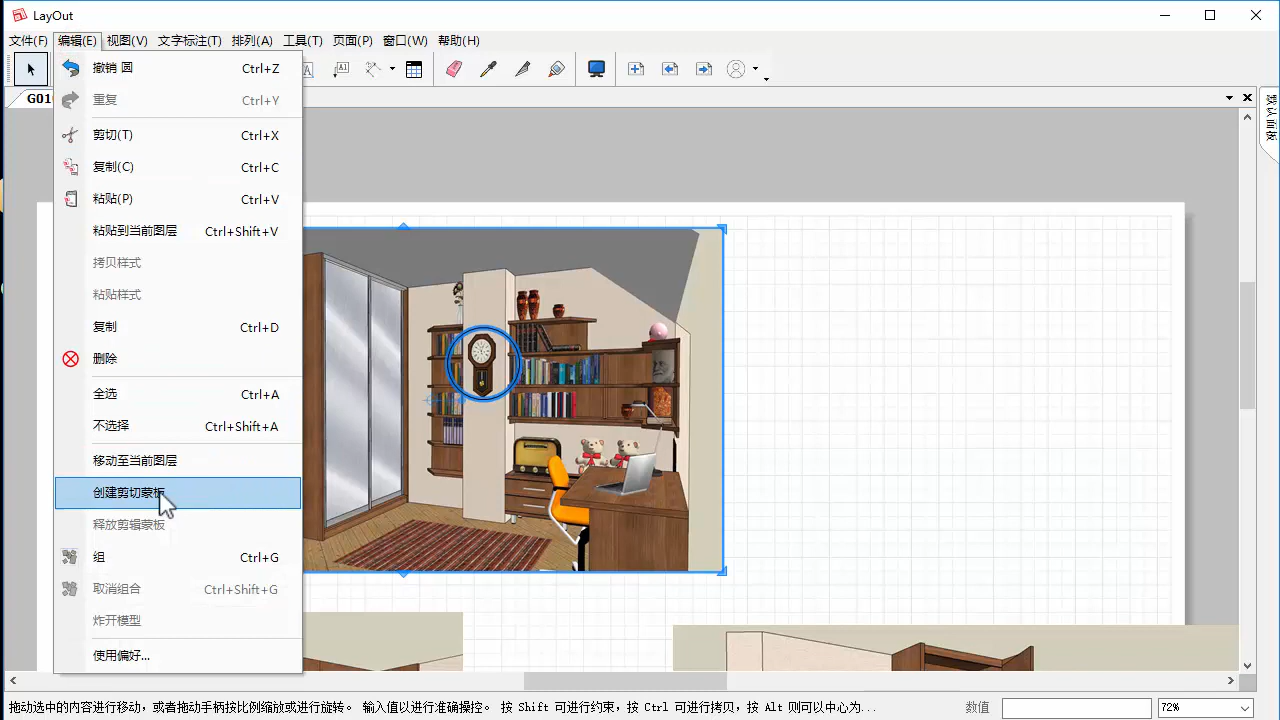 LayOut
文件(F) 编辑(E) 视图(V) 文字标注(T) 排列(A) 工具(T) 页面(P) 窗口(W) 帮助(H)
G01
默认面板
撤销 圆 Ctrl+Z
重复 Ctrl+Y
剪切(T) Ctrl+X
复制(C) Ctrl+C
粘贴(P) Ctrl+V
粘贴到当前图层 Ctrl+Shift+V
拷贝样式
粘贴样式
复制 Ctrl+D
删除
全选 Ctrl+A
不选择 Ctrl+Shift+A
移动至当前图层
创建剪切蒙板
释放剪辑蒙板
组 Ctrl+G
取消组合 Ctrl+Shift+G
炸开模型
使用偏好...
拖动选中的内容进行移动，或者拖动手柄按比例缩放或进行旋转。 输入值以进行准确操控。 按 Shift 可进行约束，按 Ctrl 可进行拷贝，按 Alt 则可以中心为... 数值 72%